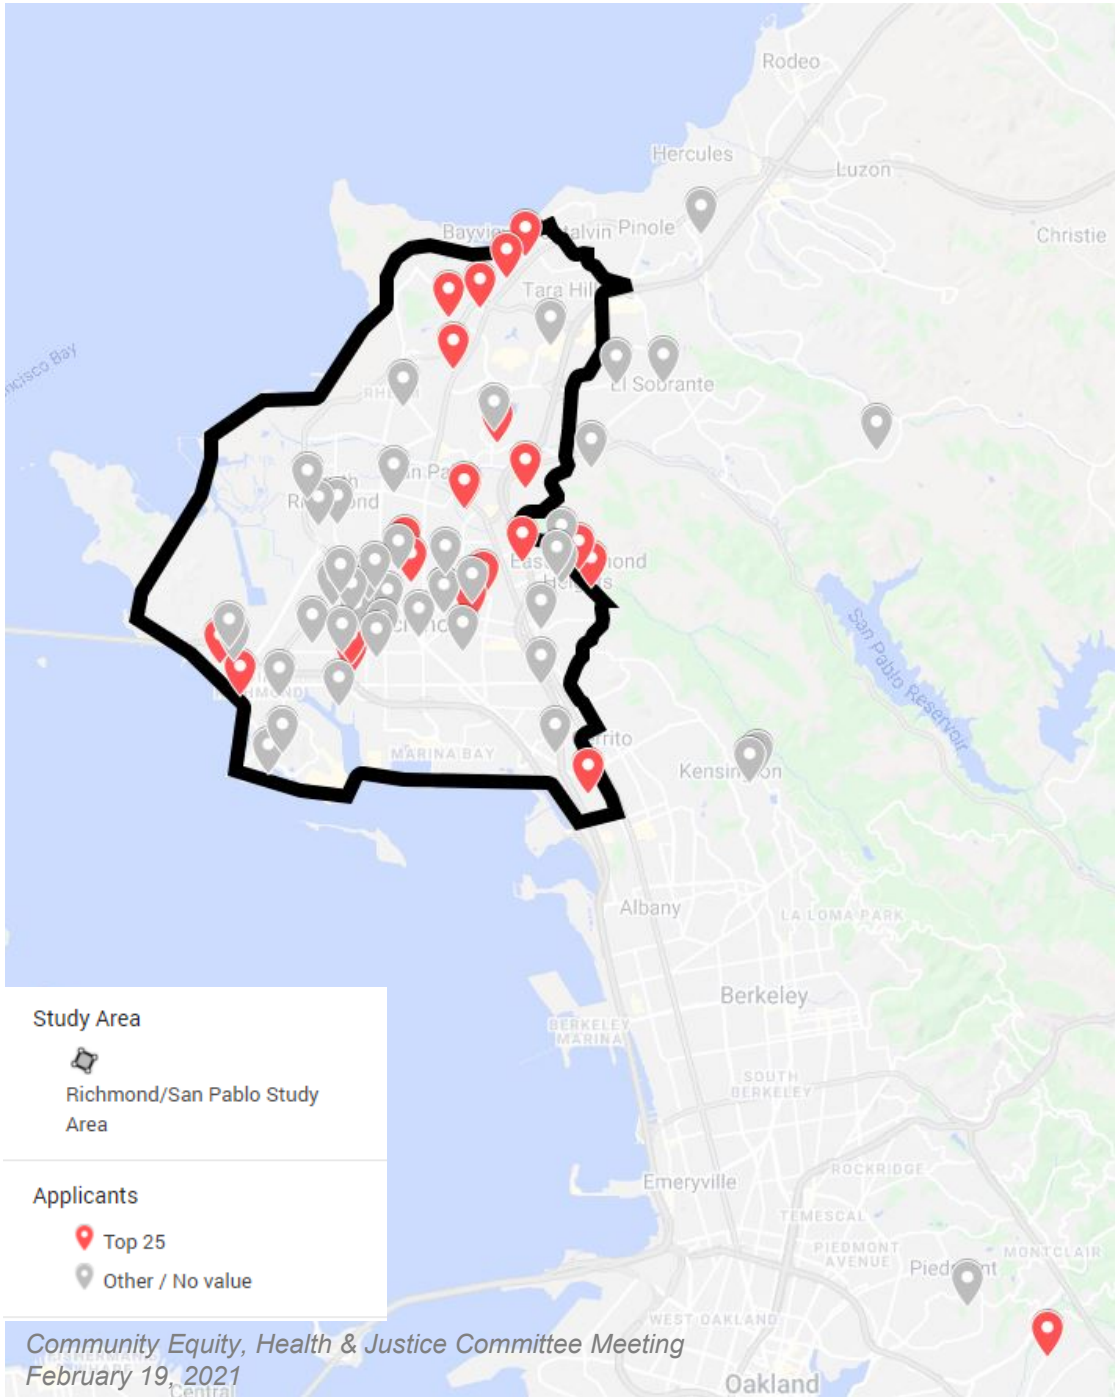 Rodeo
Hercules
Luzon
Pinole
Christie
Tara Hill
El Sobrante
San Pablo Reservoir
MARINA BAY
Kensington
Albany
LA LOMA PARK
Berkeley
BERKELEY
MARINA
SOUTH
BERKELEY
ROCKRIDGE
Emeryville
TEMESCAL
PIEDMONT
AVENUE
MONTCLAIR
WEST OAKLAND
Oakland
Study Area
Richmond/San Pablo Study
Area
Applicants
Top 25
Other / No value
Community Equity, Health & Justice Committee Meeting
February 19, 2021
Central